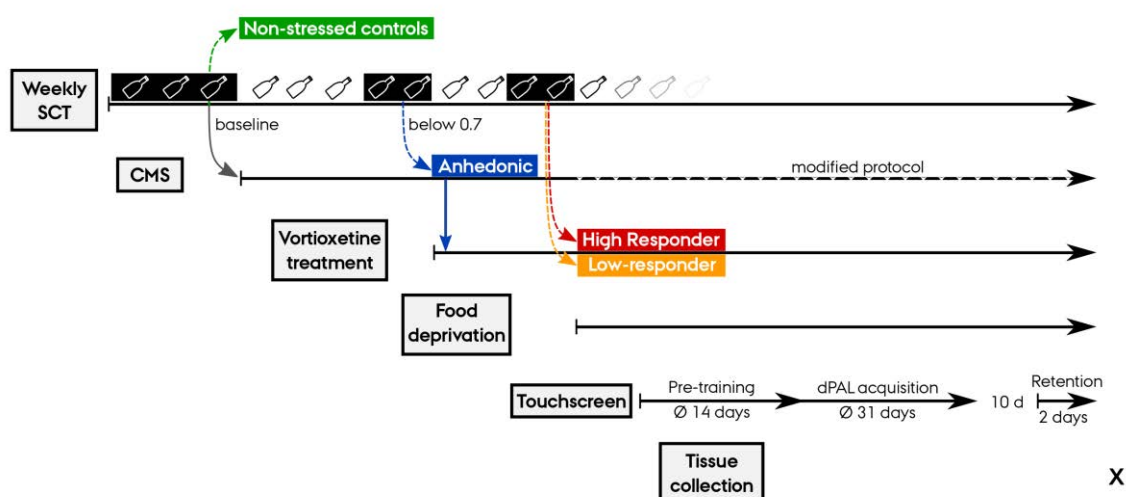 Non-stressed controls
Weekly
SCT
baseline
below 0.7
CMS
Anhedonic
modified protocol
Vortioxetine
treatment
High Responder
Low-responder
Food
deprivation
Touchscreen
Pre-training
Ø 14 days
dPAL acquisition
Ø 31 days
10 d
Retention
2 days
Tissue
collection
X